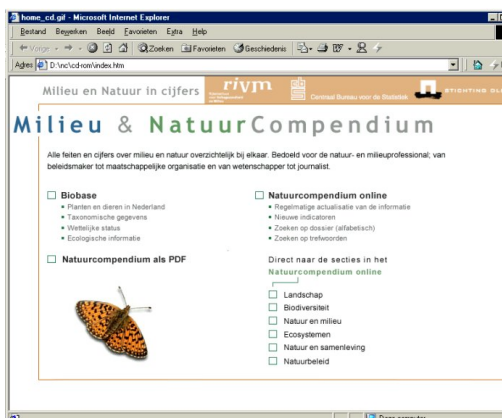 home_cd.gif - Microsoft Internet Explorer
Bestand Bewerken Beeld Favorieten Extra Help
Vorige Zoeken Favorieten Geschiedenis
Adres D:\nc\cd-rom\index.htm
Milieu en Natuur in cijfers rivm Centraal Bureau voor de Statistiek STICHTING DLO
Milieu & NatuurCompendium
Alle feiten en cijfers over milieu en natuur overzichtelijk bij elkaar. Bedoeld voor de natuur- en milieuprofessional; van
beleidsmaker tot maatschappelijke organisatie en van wetenschapper tot journalist.
Biobase
Planten en dieren in Nederland
Taxonomische gegevens
Wettelijke status
Ecologische informatie
Natuurcompendium als PDF
Natuurcompendium online
Regelmatige actualisatie van de informatie
Nieuwe indicatoren
Zoeken op dossier (alfabetisch)
Zoeken op trefwoorden
Direct naar de secties in het
Natuurcompendium online
Landschap
Biodiversiteit
Natuur en milieu
Ecosystemen
Natuur en samenleving
Natuurbeleid
Deze computer